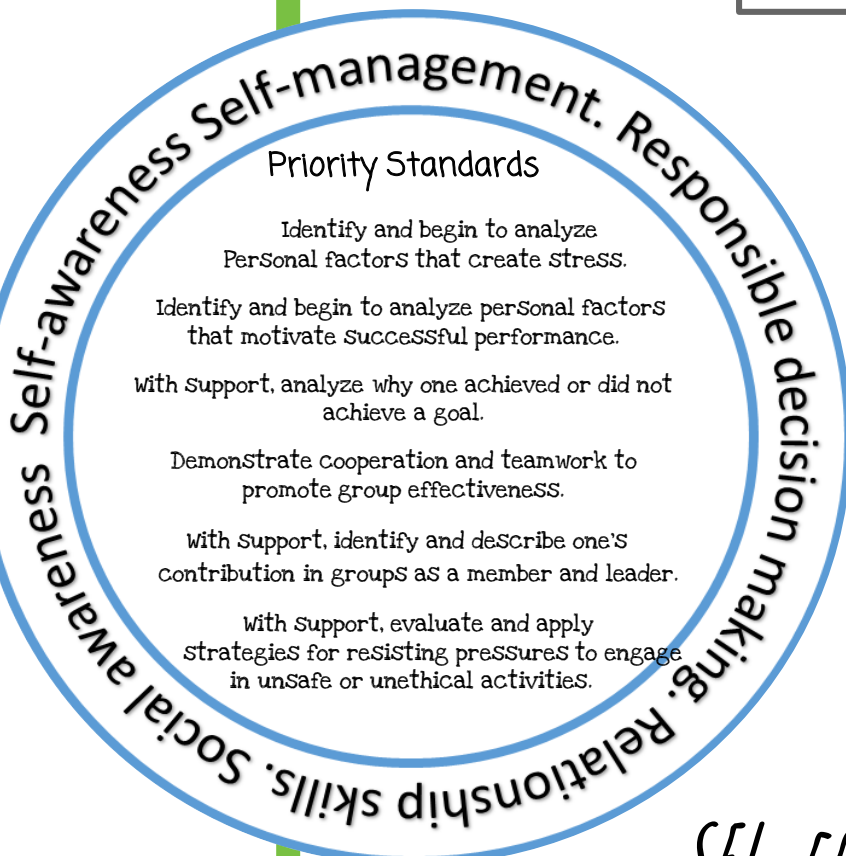 Self-awareness Self-management. Responsible decision making. Relationship skills. Social awareness
Priority Standards
Identify and begin to analyze
Personal factors that create stress.
Identify and begin to analyze personal factors
that motivate successful performance.
With support, analyze why one achieved or did not
achieve a goal.
Demonstrate cooperation and teamwork to
promote group effectiveness.
With support, identify and describe one's
contribution in groups as a member and leader.
With support, evaluate and apply
strategies for resisting pressures to engage
in unsafe or unethical activities.